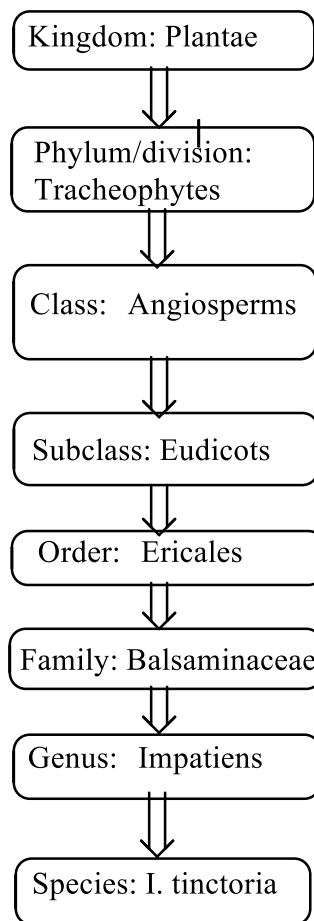 Kingdom: Plantae
Phylum/division:
Tracheophytes
Class: Angiosperms
Subclass: Eudicots
Order: Ericales
Family: Balsaminaceae
Genus: Impatiens
Species: I. tinctoria